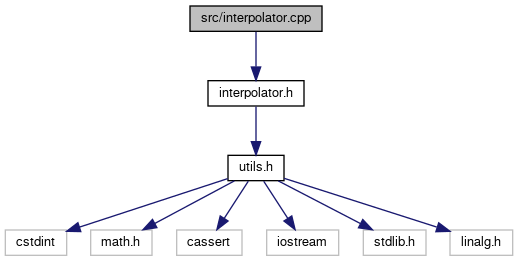 src/interpolator.cpp
interpolator.h
utils.h
cstdint
math.h
cassert
iostream
stdlib.h
linalg.h